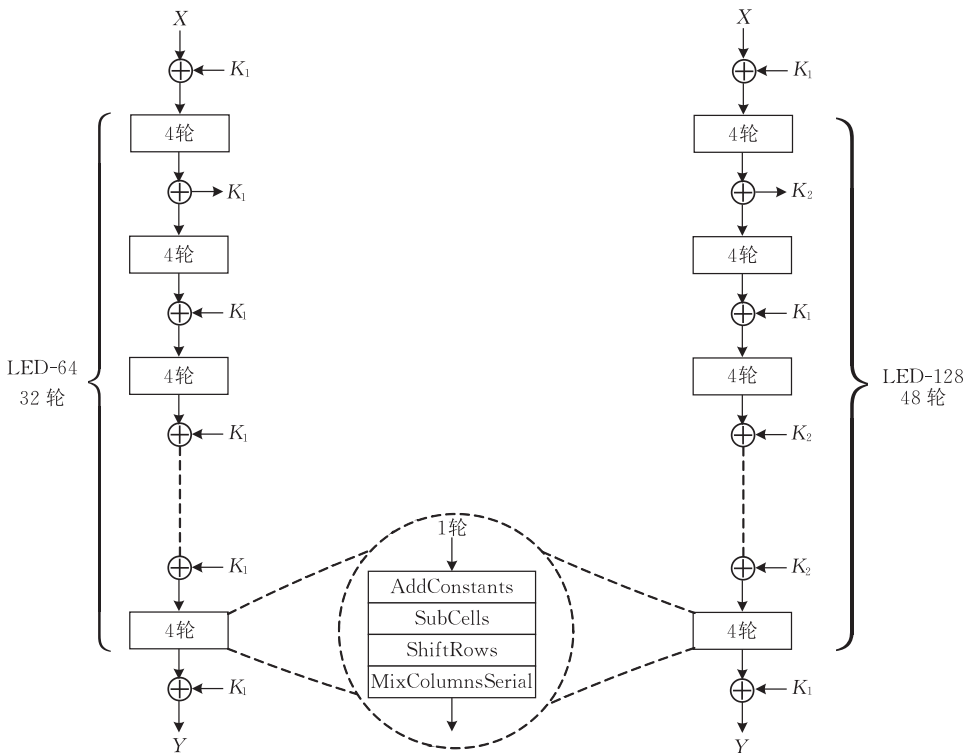 X
K₁
4轮
K₁
4轮
K₁
4轮
K₁
K₁
4轮
K₁
Y
LED-64
32 轮
1轮
AddConstants
SubCells
ShiftRows
MixColumnsSerial
X
K₁
4轮
K₂
4轮
K₁
4轮
K₂
K₂
4轮
K₁
Y
LED-128
48 轮